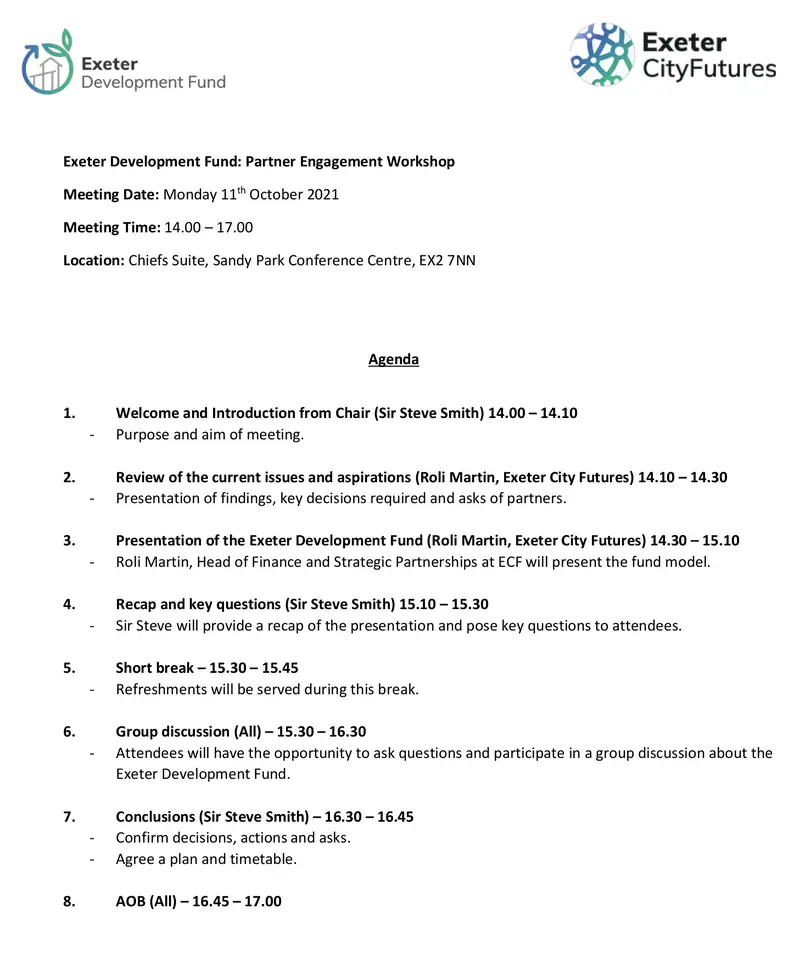 Exeter
Development Fund
Exeter
CityFutures
Exeter Development Fund: Partner Engagement Workshop
Meeting Date: Monday 11th October 2021
Meeting Time: 14.00 – 17.00
Location: Chiefs Suite, Sandy Park Conference Centre, EX2 7NN
Agenda
1. Welcome and Introduction from Chair (Sir Steve Smith) 14.00 – 14.10
- Purpose and aim of meeting.
2. Review of the current issues and aspirations (Roli Martin, Exeter City Futures) 14.10 – 14.30
- Presentation of findings, key decisions required and asks of partners.
3. Presentation of the Exeter Development Fund (Roli Martin, Exeter City Futures) 14.30 – 15.10
- Roli Martin, Head of Finance and Strategic Partnerships at ECF will present the fund model.
4. Recap and key questions (Sir Steve Smith) 15.10 – 15.30
- Sir Steve will provide a recap of the presentation and pose key questions to attendees.
5. Short break – 15.30 – 15.45
- Refreshments will be served during this break.
6. Group discussion (All) – 15.30 – 16.30
- Attendees will have the opportunity to ask questions and participate in a group discussion about the
Exeter Development Fund.
7. Conclusions (Sir Steve Smith) – 16.30 – 16.45
- Confirm decisions, actions and asks.
- Agree a plan and timetable.
8. AOB (All) – 16.45 – 17.00